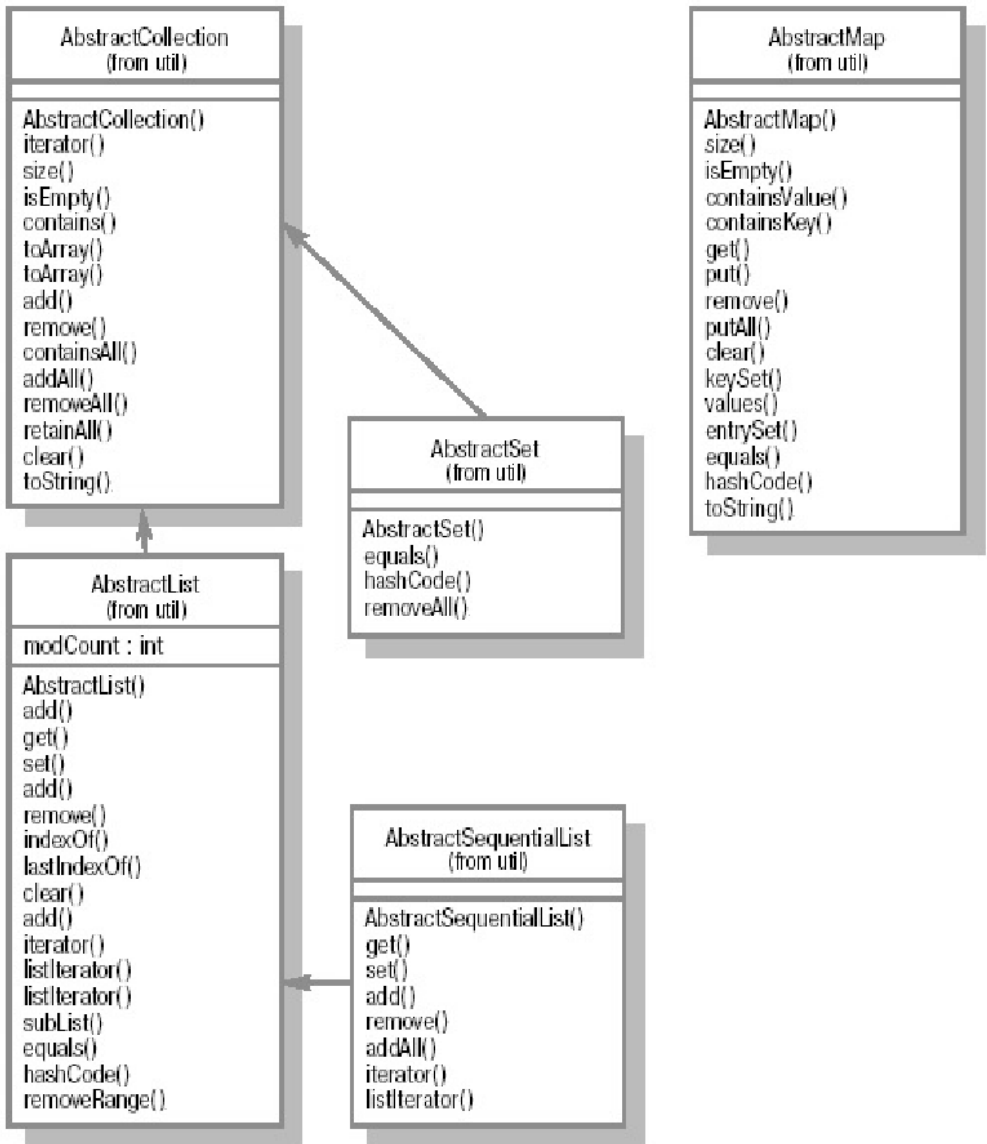 AbstractCollection
(from util)
AbstractCollection()
iterator()
size()
isEmpty()
contains()
toArray()
toArray()
add()
remove()
containsAll()
addAll()
removeAll()
retainAll()
clear()
toString()
AbstractMap
(from util)
AbstractMap()
size()
isEmpty()
containsValue()
containsKey()
get()
put()
remove()
putAll()
clear()
keySet()
values()
entrySet()
equals()
hashCode()
toString()
AbstractSet
(from util)
AbstractSet()
equals()
hashCode()
removeAll()
AbstractList
(from util)
modCount : int
AbstractList()
add()
get()
set()
add()
remove()
indexOf()
lastIndexOf()
clear()
add()
iterator()
listIterator()
listIterator()
subList()
equals()
hashCode()
removeRange()
AbstractSequentialList
(from util)
AbstractSequentialList()
get()
set()
add()
remove()
addAll()
iterator()
listIterator()